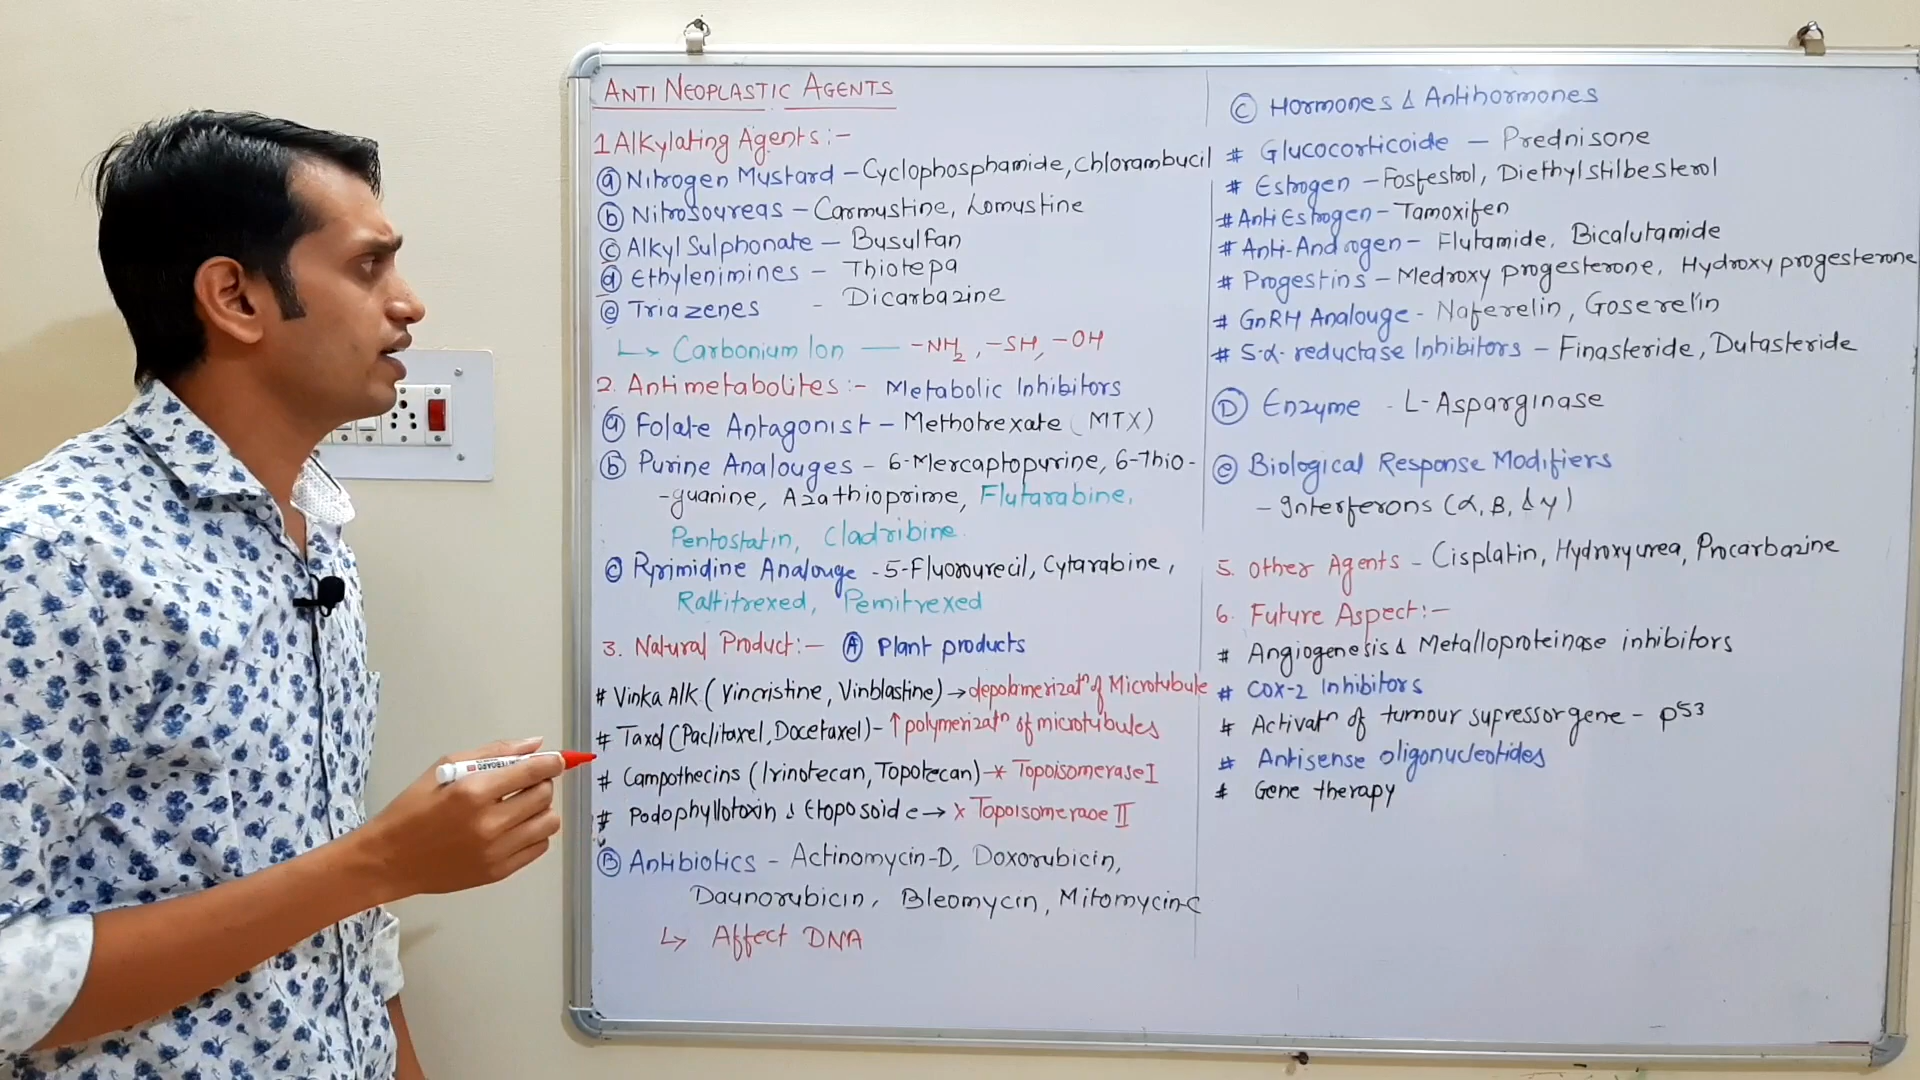 ANTI NEOPLASTIC AGENTS
1 Alkylating Agents:-
ⓐ Nitrogen Mustard - Cyclophosphamide, Chlorambucil
ⓑ Nitrosoureas - Carmustine, Lomustine
ⓒ Alkyl Sulphonate - Busulfan
ⓓ Ethylenimines - Thiotepa
ⓔ Triazenes - Dicarbazine
↳ Carbonium Ion — -NH₂, -SH, -OH
2. Antimetabolites:- Metabolic Inhibitors
ⓐ Folate Antagonist - Methotrexate (MTX)
ⓑ Purine Analouges - 6-Mercaptopurine, 6-Thio-
-guanine, Azathioprime, Flutarabine,
Pentostatin, Cladribine.
ⓒ Pyrimidine Analouge - 5-Fluorourecil, Cytarabine,
Raltitrexed, Pemitrexed
3. Natural Product:- Ⓐ Plant products
# Vinka Alk (Vincristine, Vinblastine) → depolamerizatⁿ of Microtubule
# Taxol (Paclitaxel, Docetaxel) - ↑ polymerizatⁿ of microtubules
# Campothecins (Irinotecan, Topotecan) -× Topoisomerase I
# Podophyllotoxin & Etoposoide → × Topoisomerase II
Ⓑ Antibiotics - Actinomycin-D, Doxorubicin,
Daunorubicin, Bleomycin, Mitomycin-C
↳ Affect DNA
Ⓒ Hormones & Antihormones
# Glucocorticoide - Prednisone
# Estrogen - Fosfestrol, Diethylstilbesterol
# Anti Estrogen - Tamoxifen
# Anti-Androgen - Flutamide, Bicalutamide
# Progestins - Medroxy progesterone, Hydroxy progesterone
# GnRH Analouge - Naferelin, Goserelin
# 5-α-reductase Inhibitors - Finasteride, Dutasteride
Ⓓ Enzyme - L-Asparginase
ⓔ Biological Response Modifiers
- Interferons (α, β, & γ)
5. Other Agents - Cisplatin, Hydroxyurea, Procarbazine
6. Future Aspect:-
# Angiogenesis & Metalloproteinase inhibitors
# COX-2 Inhibitors
# Activatⁿ of tumour supressor gene - p53
# Antisense oligonucleotides
# Gene therapy